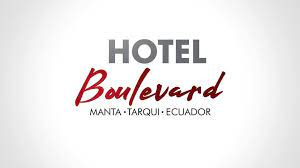 HOTEL
Boulevard
MANTA • TARQUI • ECUADOR